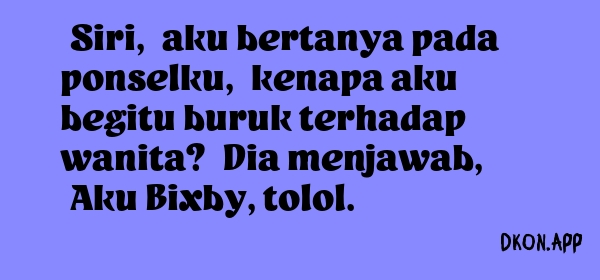 Siri, aku bertanya pada
ponselku, kenapa aku
begitu buruk terhadap
wanita? Dia menjawab,
Aku Bixby, tolol.
DKON.APP